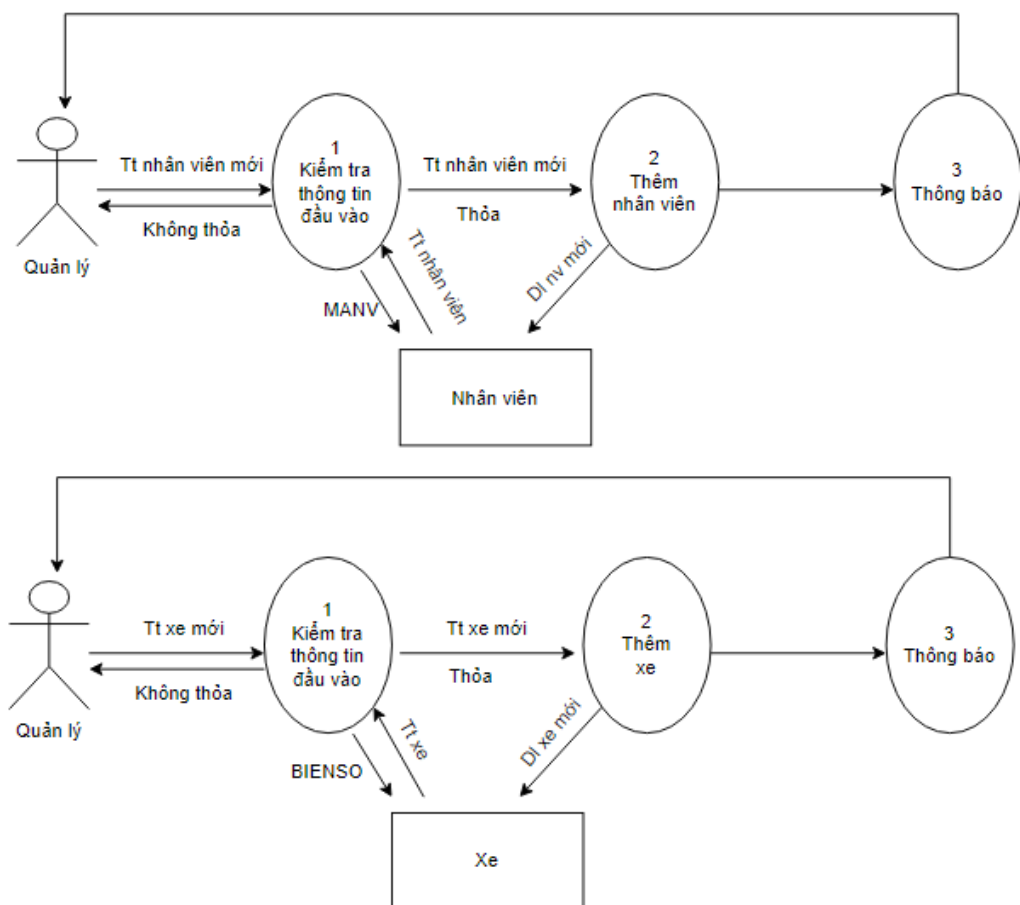 1
Kiểm tra
thông tin
đầu vào
2
Thêm
nhân viên
3
Thông báo
Tt nhân viên mới
Không thỏa
Tt nhân viên mới
Thỏa
Quản lý
MANV
Tt nhân viên
Dl nv mới
Nhân viên
1
Kiểm tra
thông tin
đầu vào
2
Thêm
xe
3
Thông báo
Tt xe mới
Không thỏa
Tt xe mới
Thỏa
Quản lý
BIENSO
Tt xe
Dl xe mới
Xe